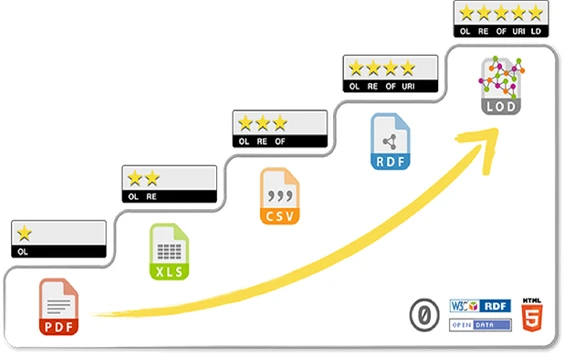 OL RE OF URI LD
OL RE OF URI
LOD
OL RE OF
RDF
OL RE
CSV
OL
XLS
PDF
0
W3C RDF
OPEN DATA
HTML
5